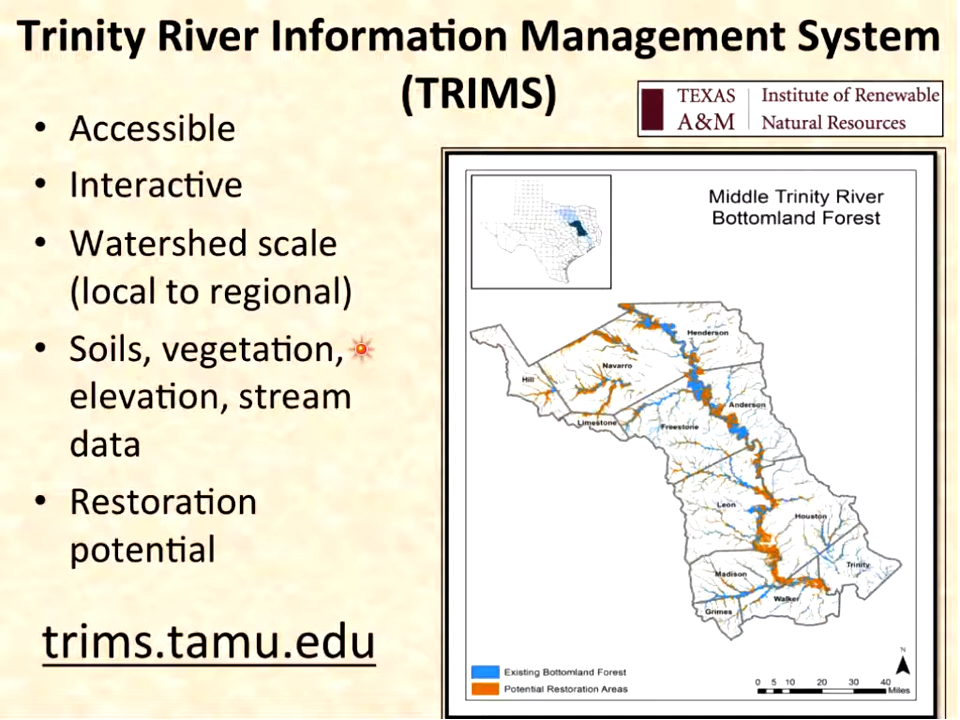 Trinity River Information Management System
(TRIMS)
TEXAS A&M
Institute of Renewable
Natural Resources
• Accessible
• Interactive
• Watershed scale
(local to regional)
• Soils, vegetation,
elevation, stream
data
• Restoration
potential
trims.tamu.edu
Middle Trinity River
Bottomland Forest
Henderson
Navarro
Hill
Anderson
Limestone
Freestone
Leon
Houston
Trinity
Madison
Walker
Grimes
Existing Bottomland Forest
Potential Restoration Areas
N
0 5 10 20 30 40
Miles